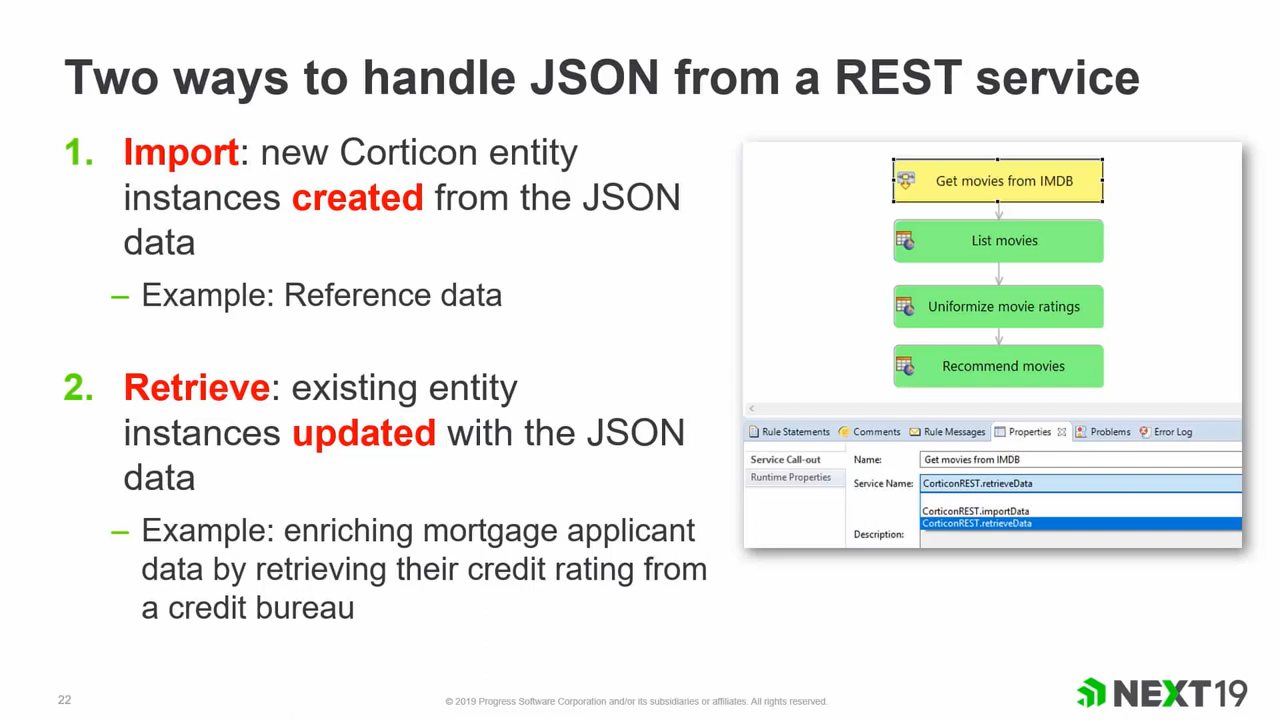 Two ways to handle JSON from a REST service
1. Import: new Corticon entity
instances created from the JSON
data
– Example: Reference data
2. Retrieve: existing entity
instances updated with the JSON
data
– Example: enriching mortgage applicant
data by retrieving their credit rating from
a credit bureau
Get movies from IMDB
List movies
Uniformize movie ratings
Recommend movies
Rule Statements Comments Rule Messages Properties Problems Error Log
Service Call-out
Runtime Properties
Name: Get movies from IMDB
Service Name: CorticonREST.retrieveData
CorticonREST.importData
CorticonREST.retrieveData
Description:
22
© 2019 Progress Software Corporation and/or its subsidiaries or affiliates. All rights reserved.
NEXT19